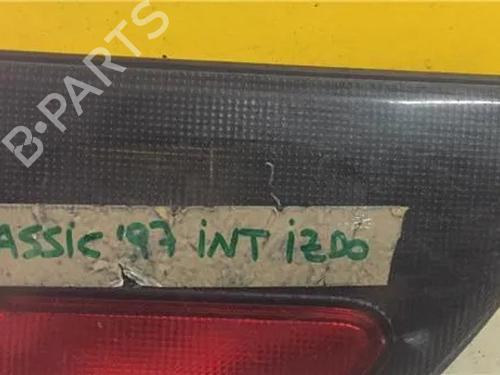 B-PARTS
ASSIC '97 INT IZDO